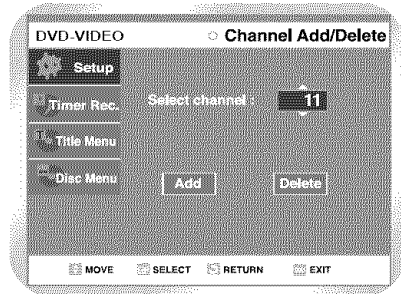 DVD-VIDEO
Channel Add/Delete
Setup
Timer Rec.
Select channel : 11
Title Menu
Disc Menu
Add
Delete
MOVE SELECT RETURN EXIT